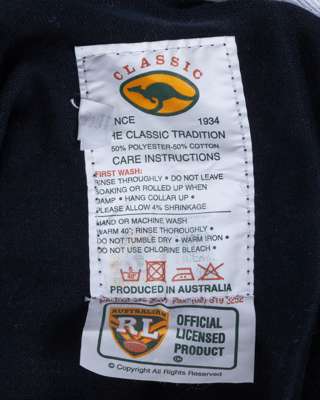 CLASSIC
NCE 1934
HE CLASSIC TRADITION
50% POLYESTER-50% COTTON
CARE INSTRUCTIONS
FIRST WASH:
RINSE THROUGHLY • DO NOT LEAVE
SOAKING OR ROLLED UP WHEN
DAMP • HANG COLLAR UP •
PLEASE ALLOW 4% SHRINKAGE
HAND OR MACHINE WASH
WARM 40°; RINSE THOROUGHLY •
DO NOT TUMBLE DRY • WARM IRON •
DO NOT USE CHLORINE BLEACH •
PRODUCED IN AUSTRALIA
819 3252
AUSTRALIAN
RL
OFFICIAL
LICENSED
PRODUCT
© Copyright All Rights Reserved